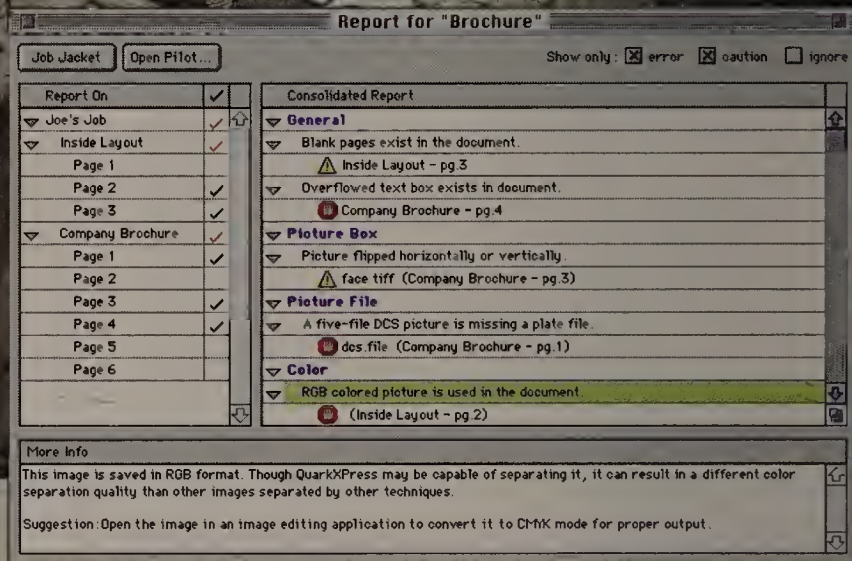 Report for "Brochure"
Job Jacket
Open Pilot...
Show only: error caution ignore
Report On
Joe's Job
Inside Layout
Page 1
Page 2
Page 3
Company Brochure
Page 1
Page 2
Page 3
Page 4
Page 5
Page 6
Consolidated Report
General
Blank pages exist in the document.
Inside Layout - pg.3
Overflowed text box exists in document.
Company Brochure - pg.4
Picture Box
Picture flipped horizontally or vertically.
face tiff (Company Brochure - pg.3)
Picture File
A five-file DCS picture is missing a plate file.
dcs.file (Company Brochure - pg.1)
Color
RGB colored picture is used in the document.
(Inside Layout - pg.2)
More Info
This image is saved in RGB format. Though QuarkXPress may be capable of separating it, it can result in a different color
separation quality than other images separated by other techniques.
Suggestion:Open the image in an image editing application to convert it to CMYK mode for proper output.